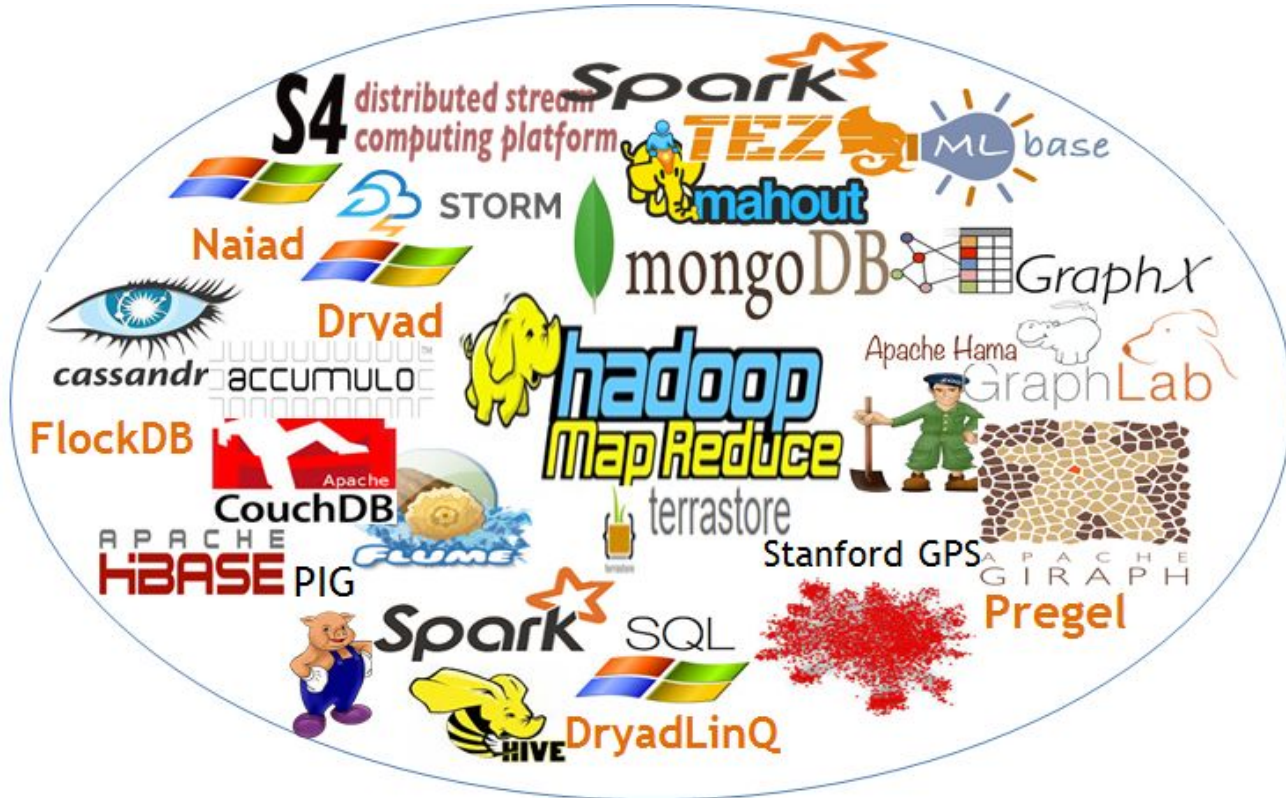 Spark
S4 distributed stream
computing platform
TEZ
ML base
mahout
STORM
Naiad
mongoDB
GraphX
Dryad
cassandr
accumulo
TM
hadoop
Map Reduce
Apache Hama
GraphLab
FlockDB
Apache
CouchDB
FLUME
terrastore
terrastore
APACHE
HBASE
PIG
Stanford GPS
APACHE
GIRAPH
Pregel
Spark SQL
HIVE
DryadLinQ